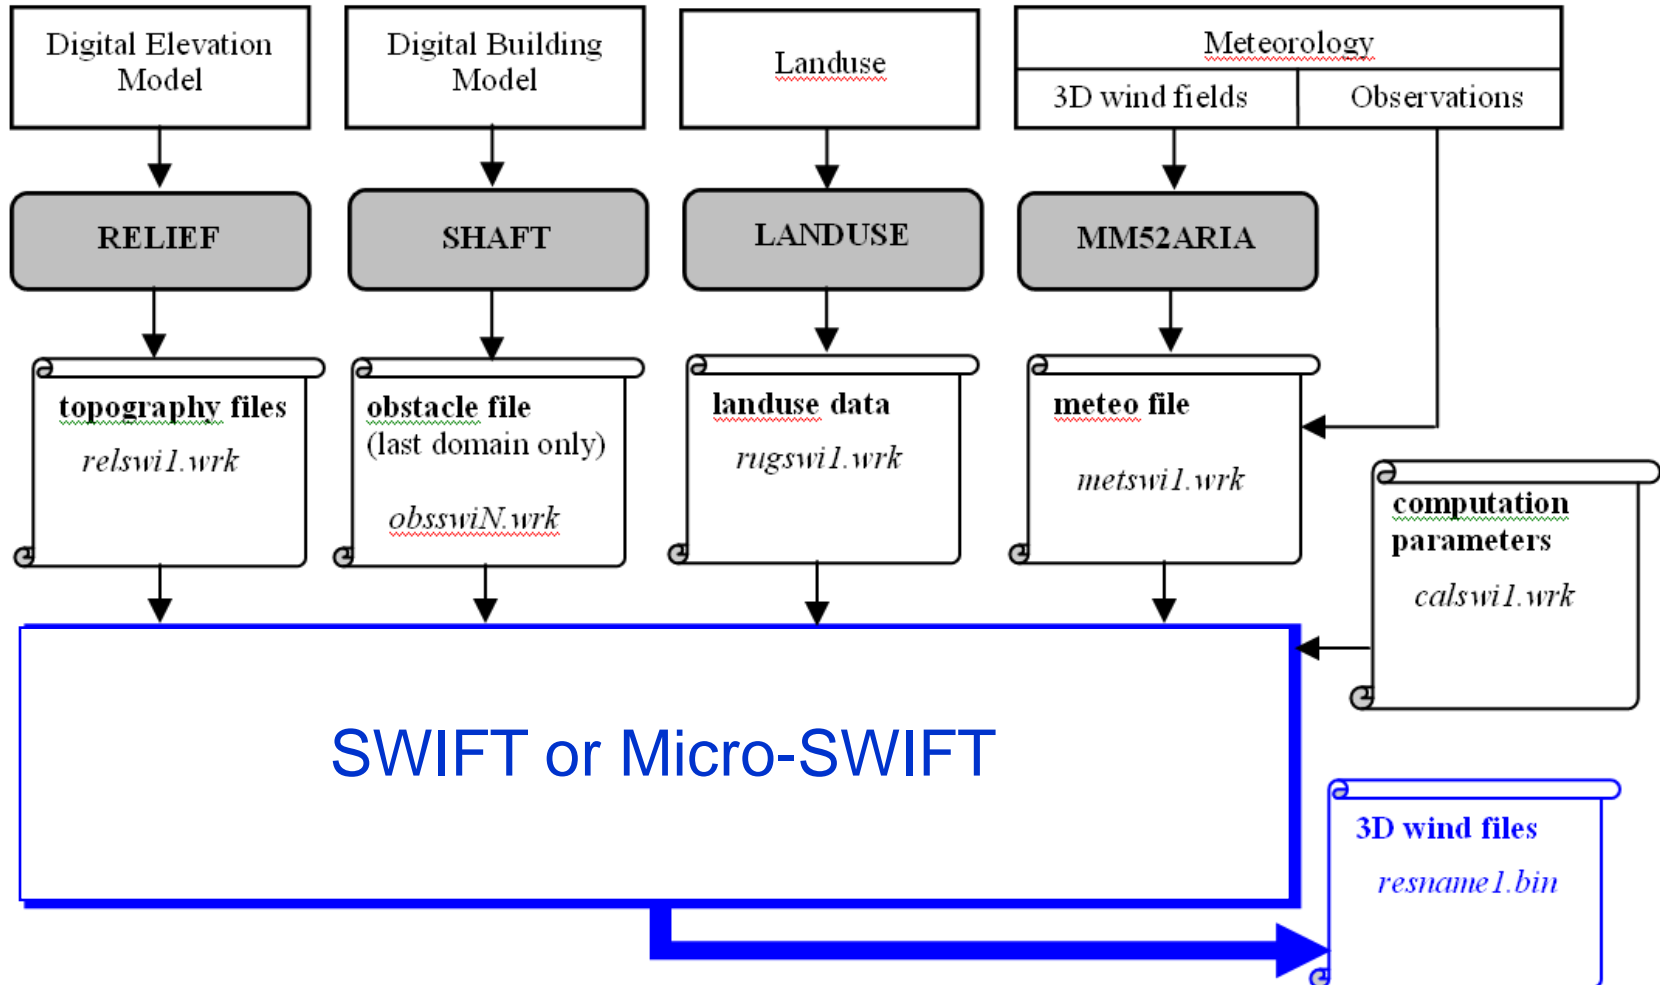 Digital Elevation
Model
Digital Building
Model
Landuse
Meteorology
3D wind fields
Observations
RELIEF
SHAFT
LANDUSE
MM52ARIA
topography files
relswi1.wrk
obstacle file
(last domain only)
obsswiN.wrk
landuse data
rugswi1.wrk
meteo file
metswi1.wrk
computation
parameters
calswi1.wrk
SWIFT or Micro-SWIFT
3D wind files
resname1.bin